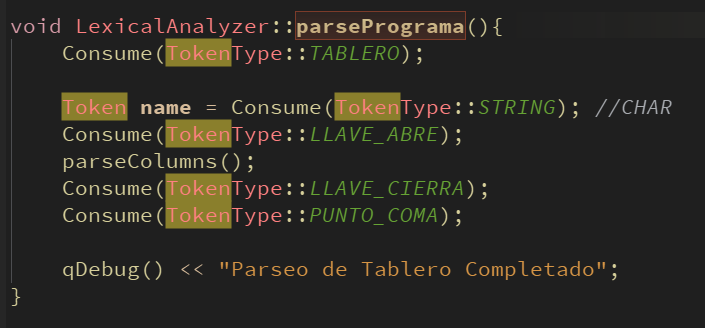 void LexicalAnalyzer::parsePrograma(){
Consume(TokenType::TABLERO);
Token name = Consume(TokenType::STRING); //CHAR
Consume(TokenType::LLAVE_ABRE);
parseColumns();
Consume(TokenType::LLAVE_CIERRA);
Consume(TokenType::PUNTO_COMA);
qDebug() << "Parseo de Tablero Completado";
}